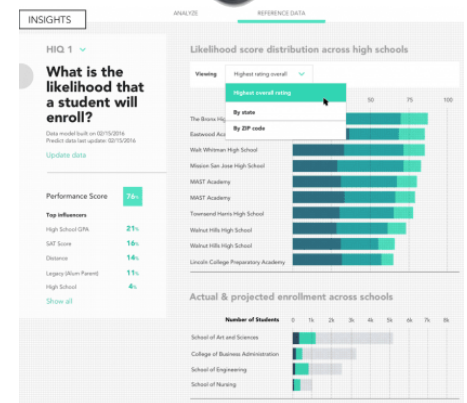 INSIGHTS
ANALYZE
REFERENCE DATA
HIQ 1
What is the
likelihood that
a student will
enroll?
Data model built on 02/15/2016
Predict data last update: 02/15/2016
Update data
Performance Score 76%
Top influencers
High School GPA 21%
SAT Score 16%
Distance 14%
Legacy (Alum Parent) 11%
High School 4%
Show all
Likelihood score distribution across high schools
Viewing Highest rating overall
Highest overall rating
By state
By ZIP code
50 75 100
The Bronx Hig
Eastwood Aca
Walt Whitman High School
Mission San Jose High School
MAST Academy
MAST Academy
Townsend Harris High School
Walnut Hills High School
Walnut Hills High School
Lincoln College Preparatory Academy
Actual & projected enrollment across schools
Number of Students 0 1k 2k 3k 4k 5k 6k 7k 8k
School of Art and Sciences
College of Business Administration
School of Engineering
School of Nursing